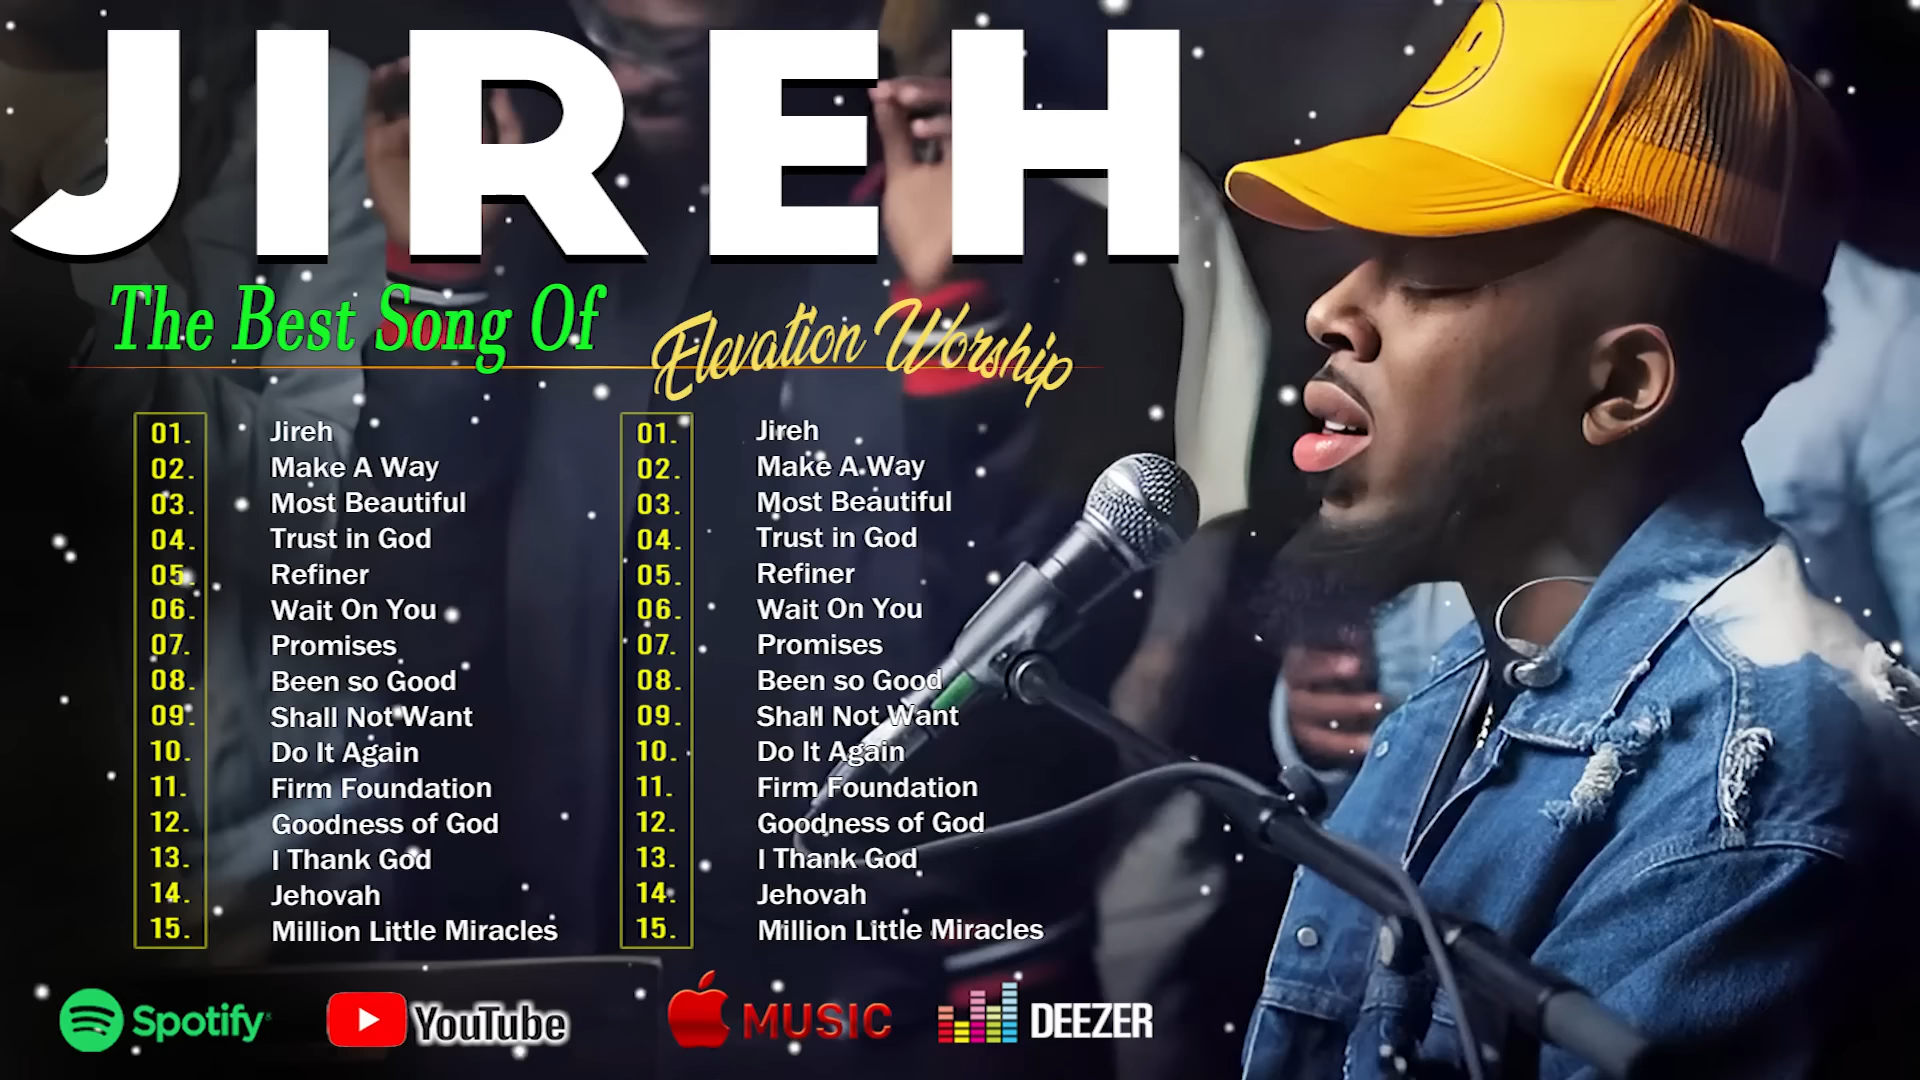 JIREH
The Best Song Of Elevation Worship
01. Jireh
02. Make A Way
03. Most Beautiful
04. Trust in God
05. Refiner
06. Wait On You
07. Promises
08. Been so Good
09. Shall Not Want
10. Do It Again
11. Firm Foundation
12. Goodness of God
13. I Thank God
14. Jehovah
15. Million Little Miracles
01. Jireh
02. Make A Way
03. Most Beautiful
04. Trust in God
05. Refiner
06. Wait On You
07. Promises
08. Been so Good
09. Shall Not Want
10. Do It Again
11. Firm Foundation
12. Goodness of God
13. I Thank God
14. Jehovah
15. Million Little Miracles
Spotify YouTube MUSIC DEEZER